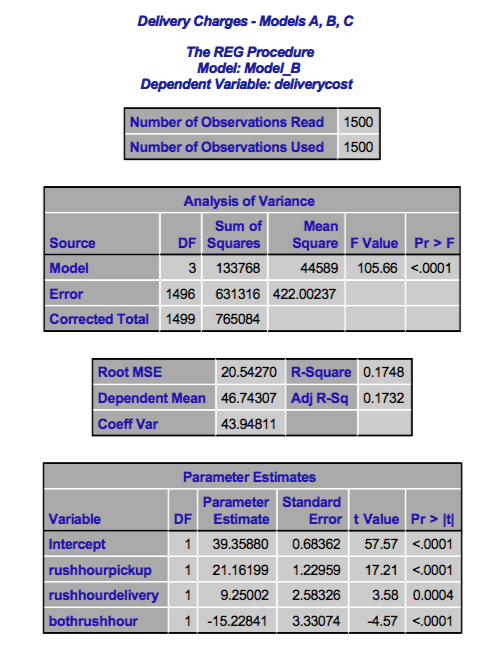 Delivery Charges - Models A, B, C
The REG Procedure
Model: Model_B
Dependent Variable: deliverycost
Number of Observations Read 1500
Number of Observations Used 1500
Analysis of Variance
Source DF Sum of Squares Mean Square F Value Pr > F
Model 3 133768 44589 105.66 <.0001
Error 1496 631316 422.00237
Corrected Total 1499 765084
Root MSE 20.54270 R-Square 0.1748
Dependent Mean 46.74307 Adj R-Sq 0.1732
Coeff Var 43.94811
Parameter Estimates
Variable DF Parameter Estimate Standard Error t Value Pr > |t|
Intercept 1 39.35880 0.68362 57.57 <.0001
rushhourpickup 1 21.16199 1.22959 17.21 <.0001
rushhourdelivery 1 9.25002 2.58326 3.58 0.0004
bothrushhour 1 -15.22841 3.33074 -4.57 <.0001